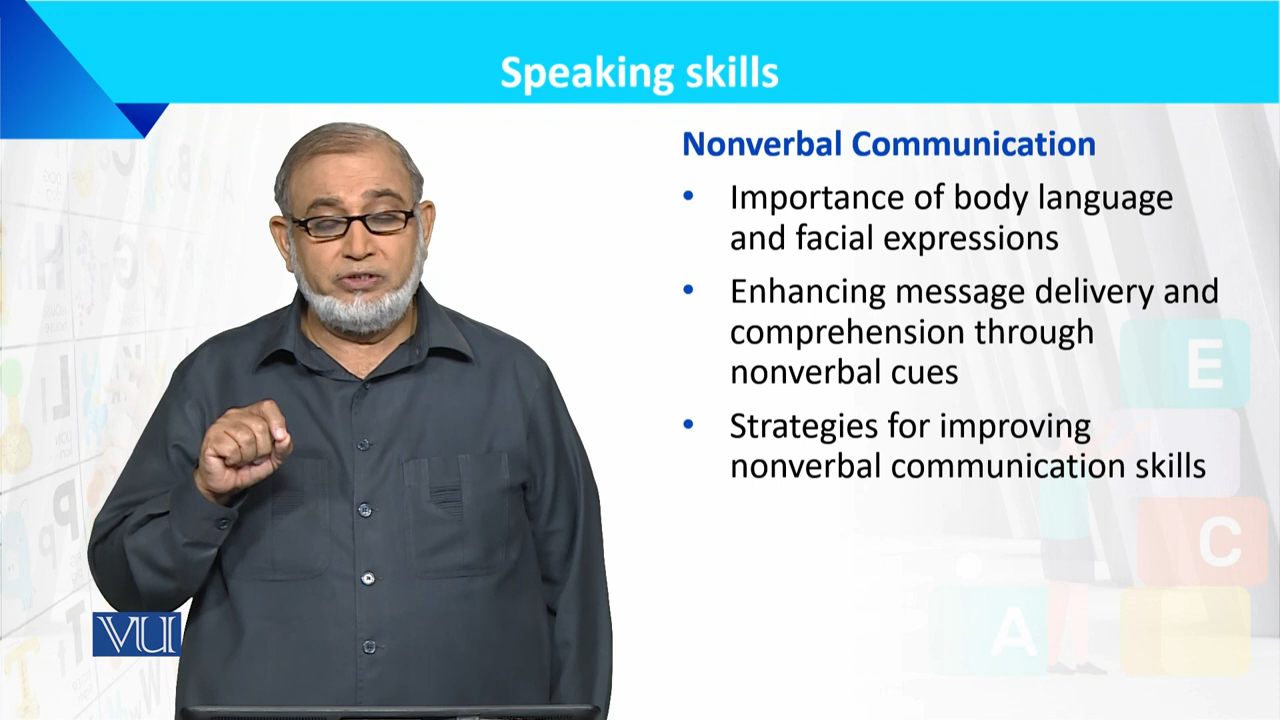 Speaking skills
Nonverbal Communication
• Importance of body language
and facial expressions
• Enhancing message delivery and
comprehension through
nonverbal cues
• Strategies for improving
nonverbal communication skills
E
C
A
VU